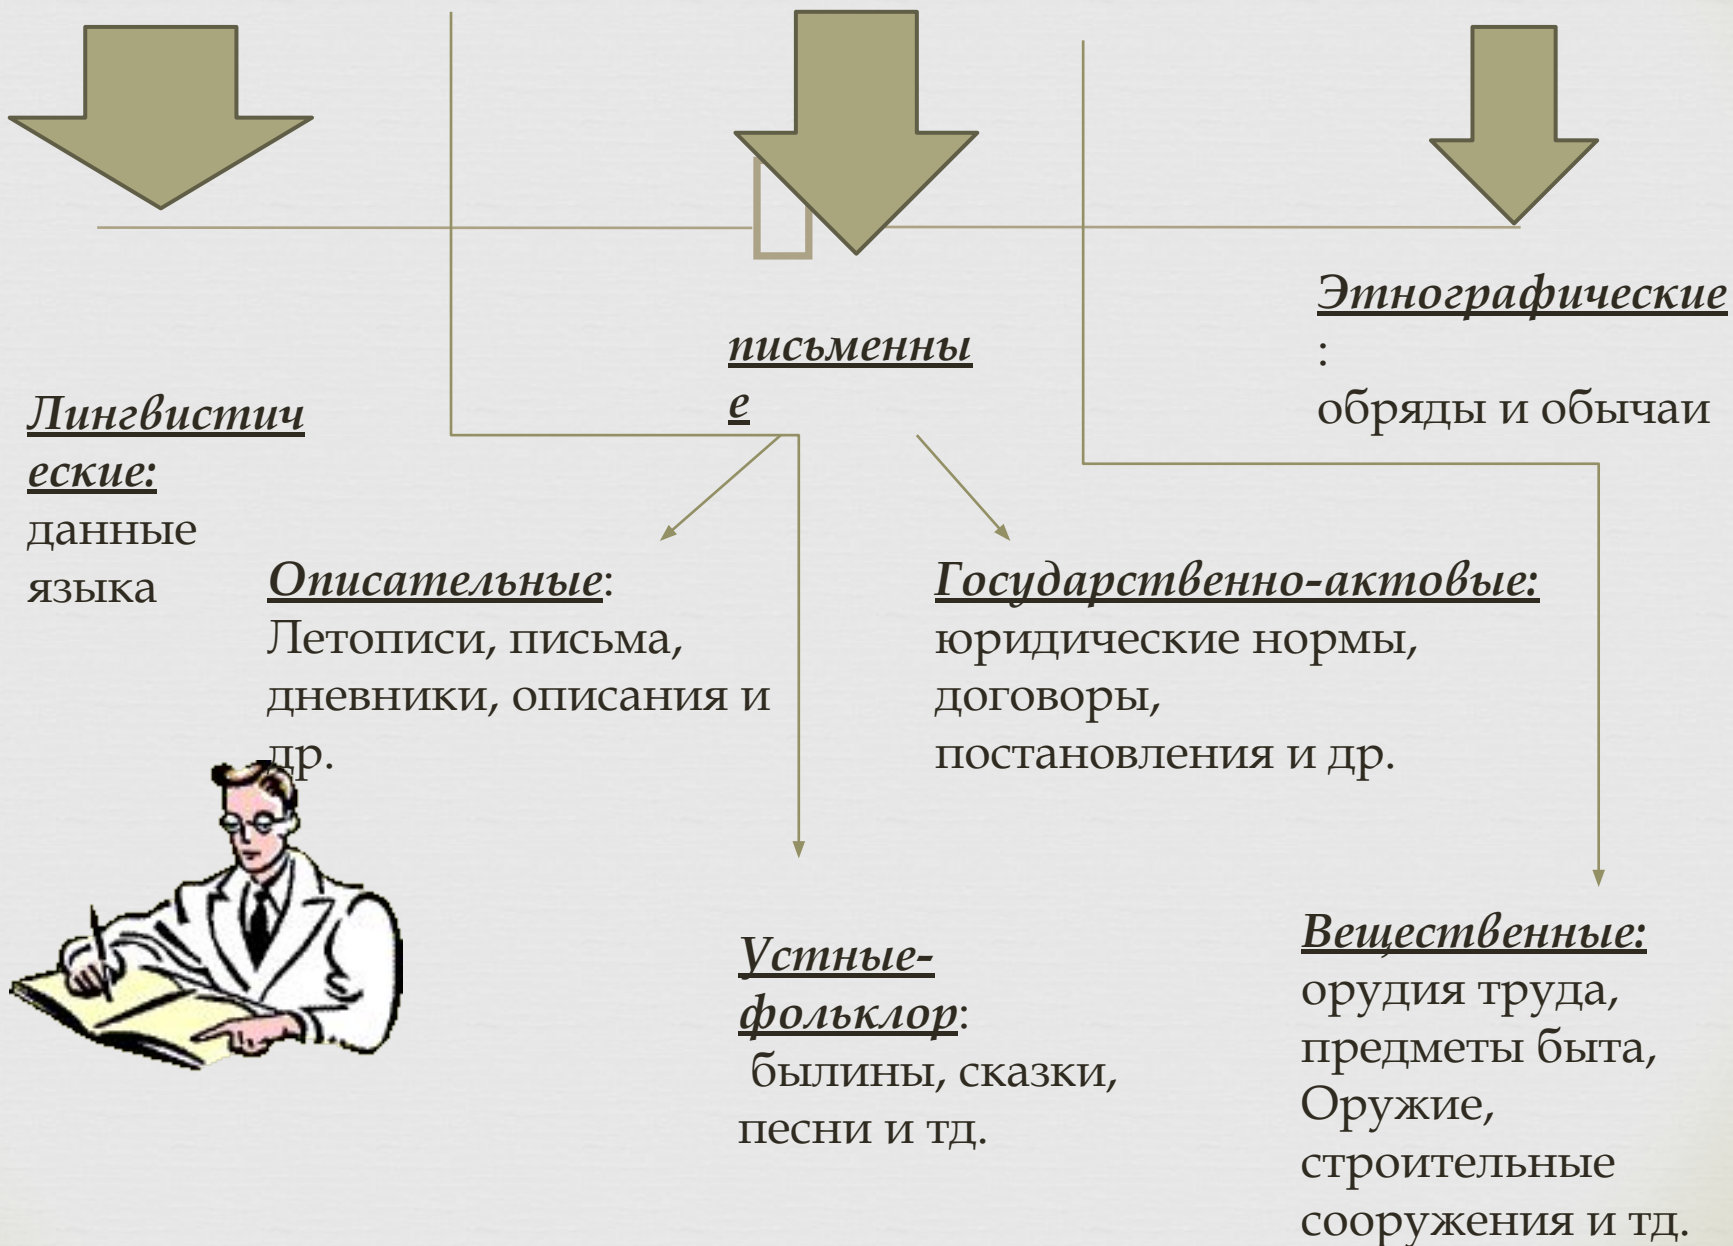 Лингвистич
еские:
данные
языка
письменны
е
Этнографические
:
обряды и обычаи
Описательные:
Летописи, письма,
дневники, описания и
др.
Государственно-актовые:
юридические нормы,
договоры,
постановления и др.
Устные-
фольклор:
былины, сказки,
песни и тд.
Вещественные:
орудия труда,
предметы быта,
Оружие,
строительные
сооружения и тд.